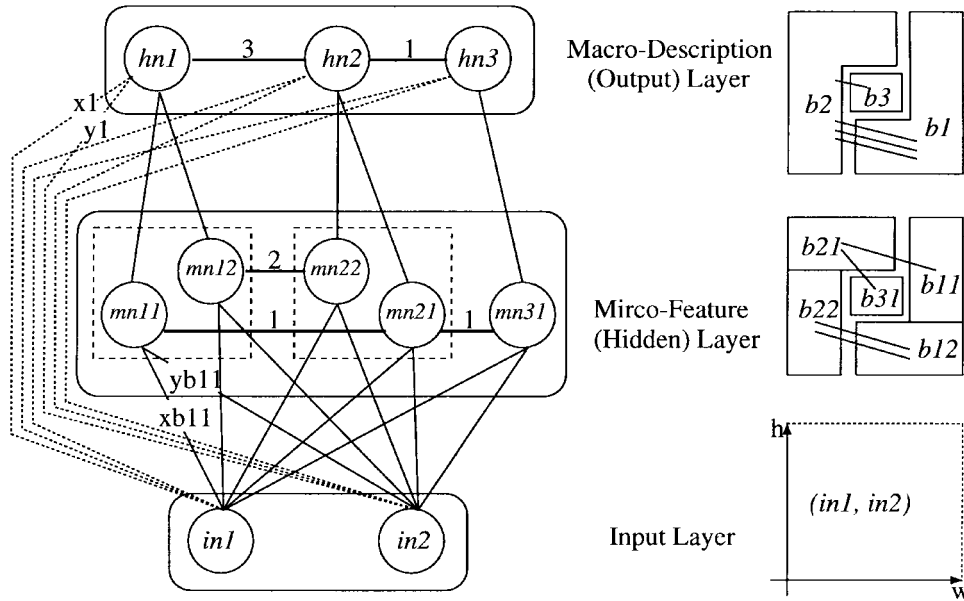 hn1 3 hn2 1 hn3
x1
y1
Macro-Description
(Output) Layer
b2 b3 b1
mn12 2 mn22
mn11 1 mn21 1 mn31
yb11
xb11
Mirco-Feature
(Hidden) Layer
b21
b31 b11
b22
b12
in1 in2
Input Layer
h
(in1, in2)
w